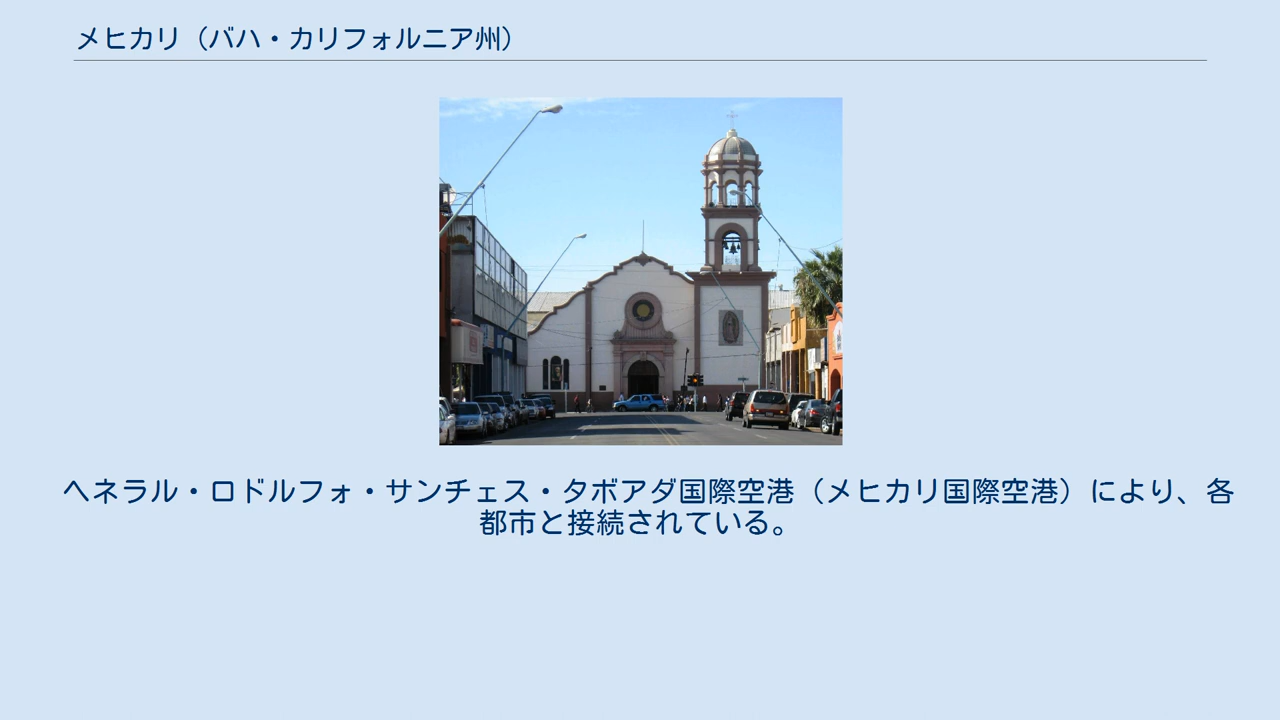 メヒカリ（バハ・カリフォルニア州）
ヘネラル・ロドルフォ・サンチェス・タボアダ国際空港（メヒカリ国際空港）により、各
都市と接続されている。